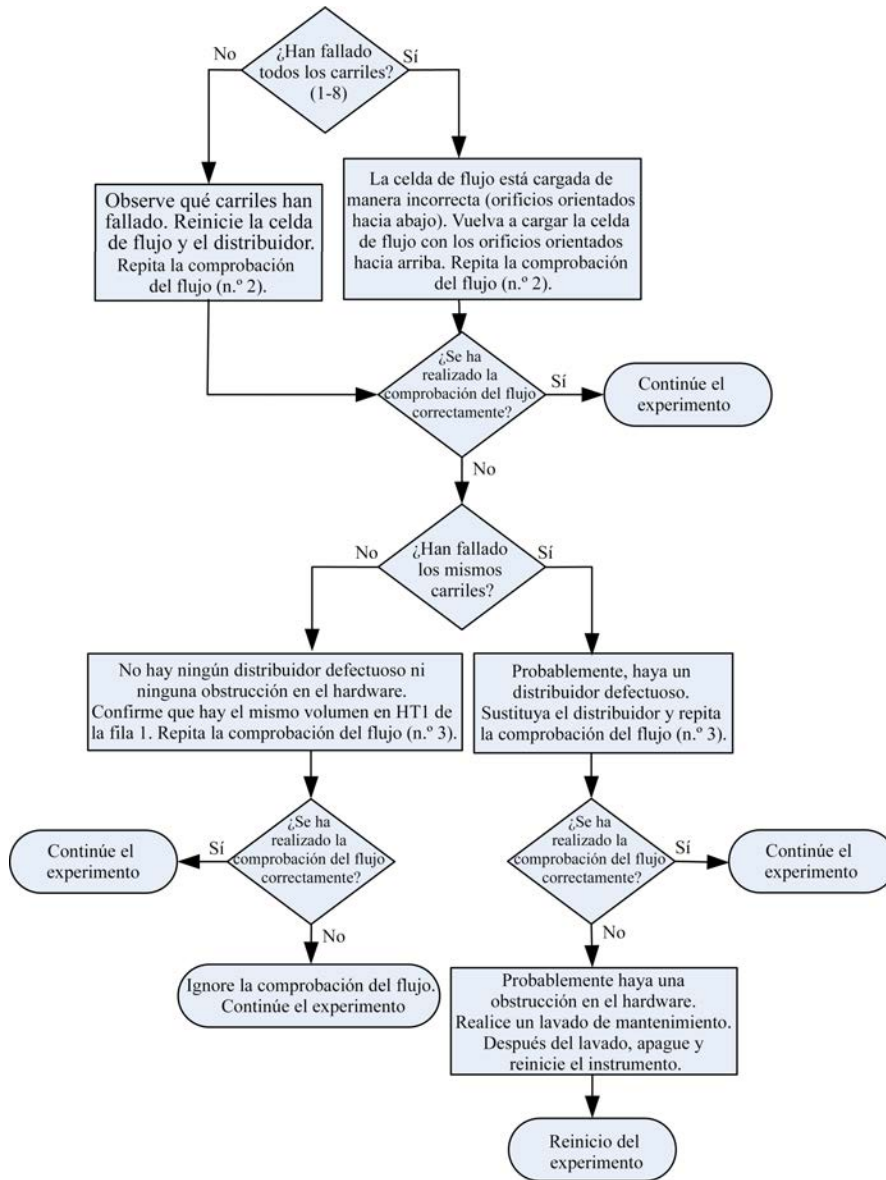 No
¿Han fallado
todos los carriles?
(1-8)
Sí
Observe qué carriles han
fallado. Reinicie la celda
de flujo y el distribuidor.
Repita la comprobación
del flujo (n.º 2).
La celda de flujo está cargada de
manera incorrecta (orificios orientados
hacia abajo). Vuelva a cargar la celda
de flujo con los orificios orientados
hacia arriba. Repita la comprobación
del flujo (n.º 2).
¿Se ha
realizado la
comprobación del flujo
correctamente?
Sí
Continúe el
experimento
No
No
¿Han fallado
los mismos
carriles?
Sí
No hay ningún distribuidor defectuoso ni
ninguna obstrucción en el hardware.
Confirme que hay el mismo volumen en HT1 de
la fila 1. Repita la comprobación del flujo (n.º 3).
Probablemente, haya un
distribuidor defectuoso.
Sustituya el distribuidor y repita
la comprobación del flujo (n.º 3).
Continúe el
experimento
Sí
¿Se ha
realizado la
comprobación del flujo
correctamente?
¿Se ha
realizado la
comprobación del flujo
correctamente?
Sí
Continúe el
experimento
No
Ignore la comprobación del flujo.
Continúe el experimento
No
Probablemente haya una
obstrucción en el hardware.
Realice un lavado de mantenimiento.
Después del lavado, apague y
reinicie el instrumento.
Reinicio del
experimento